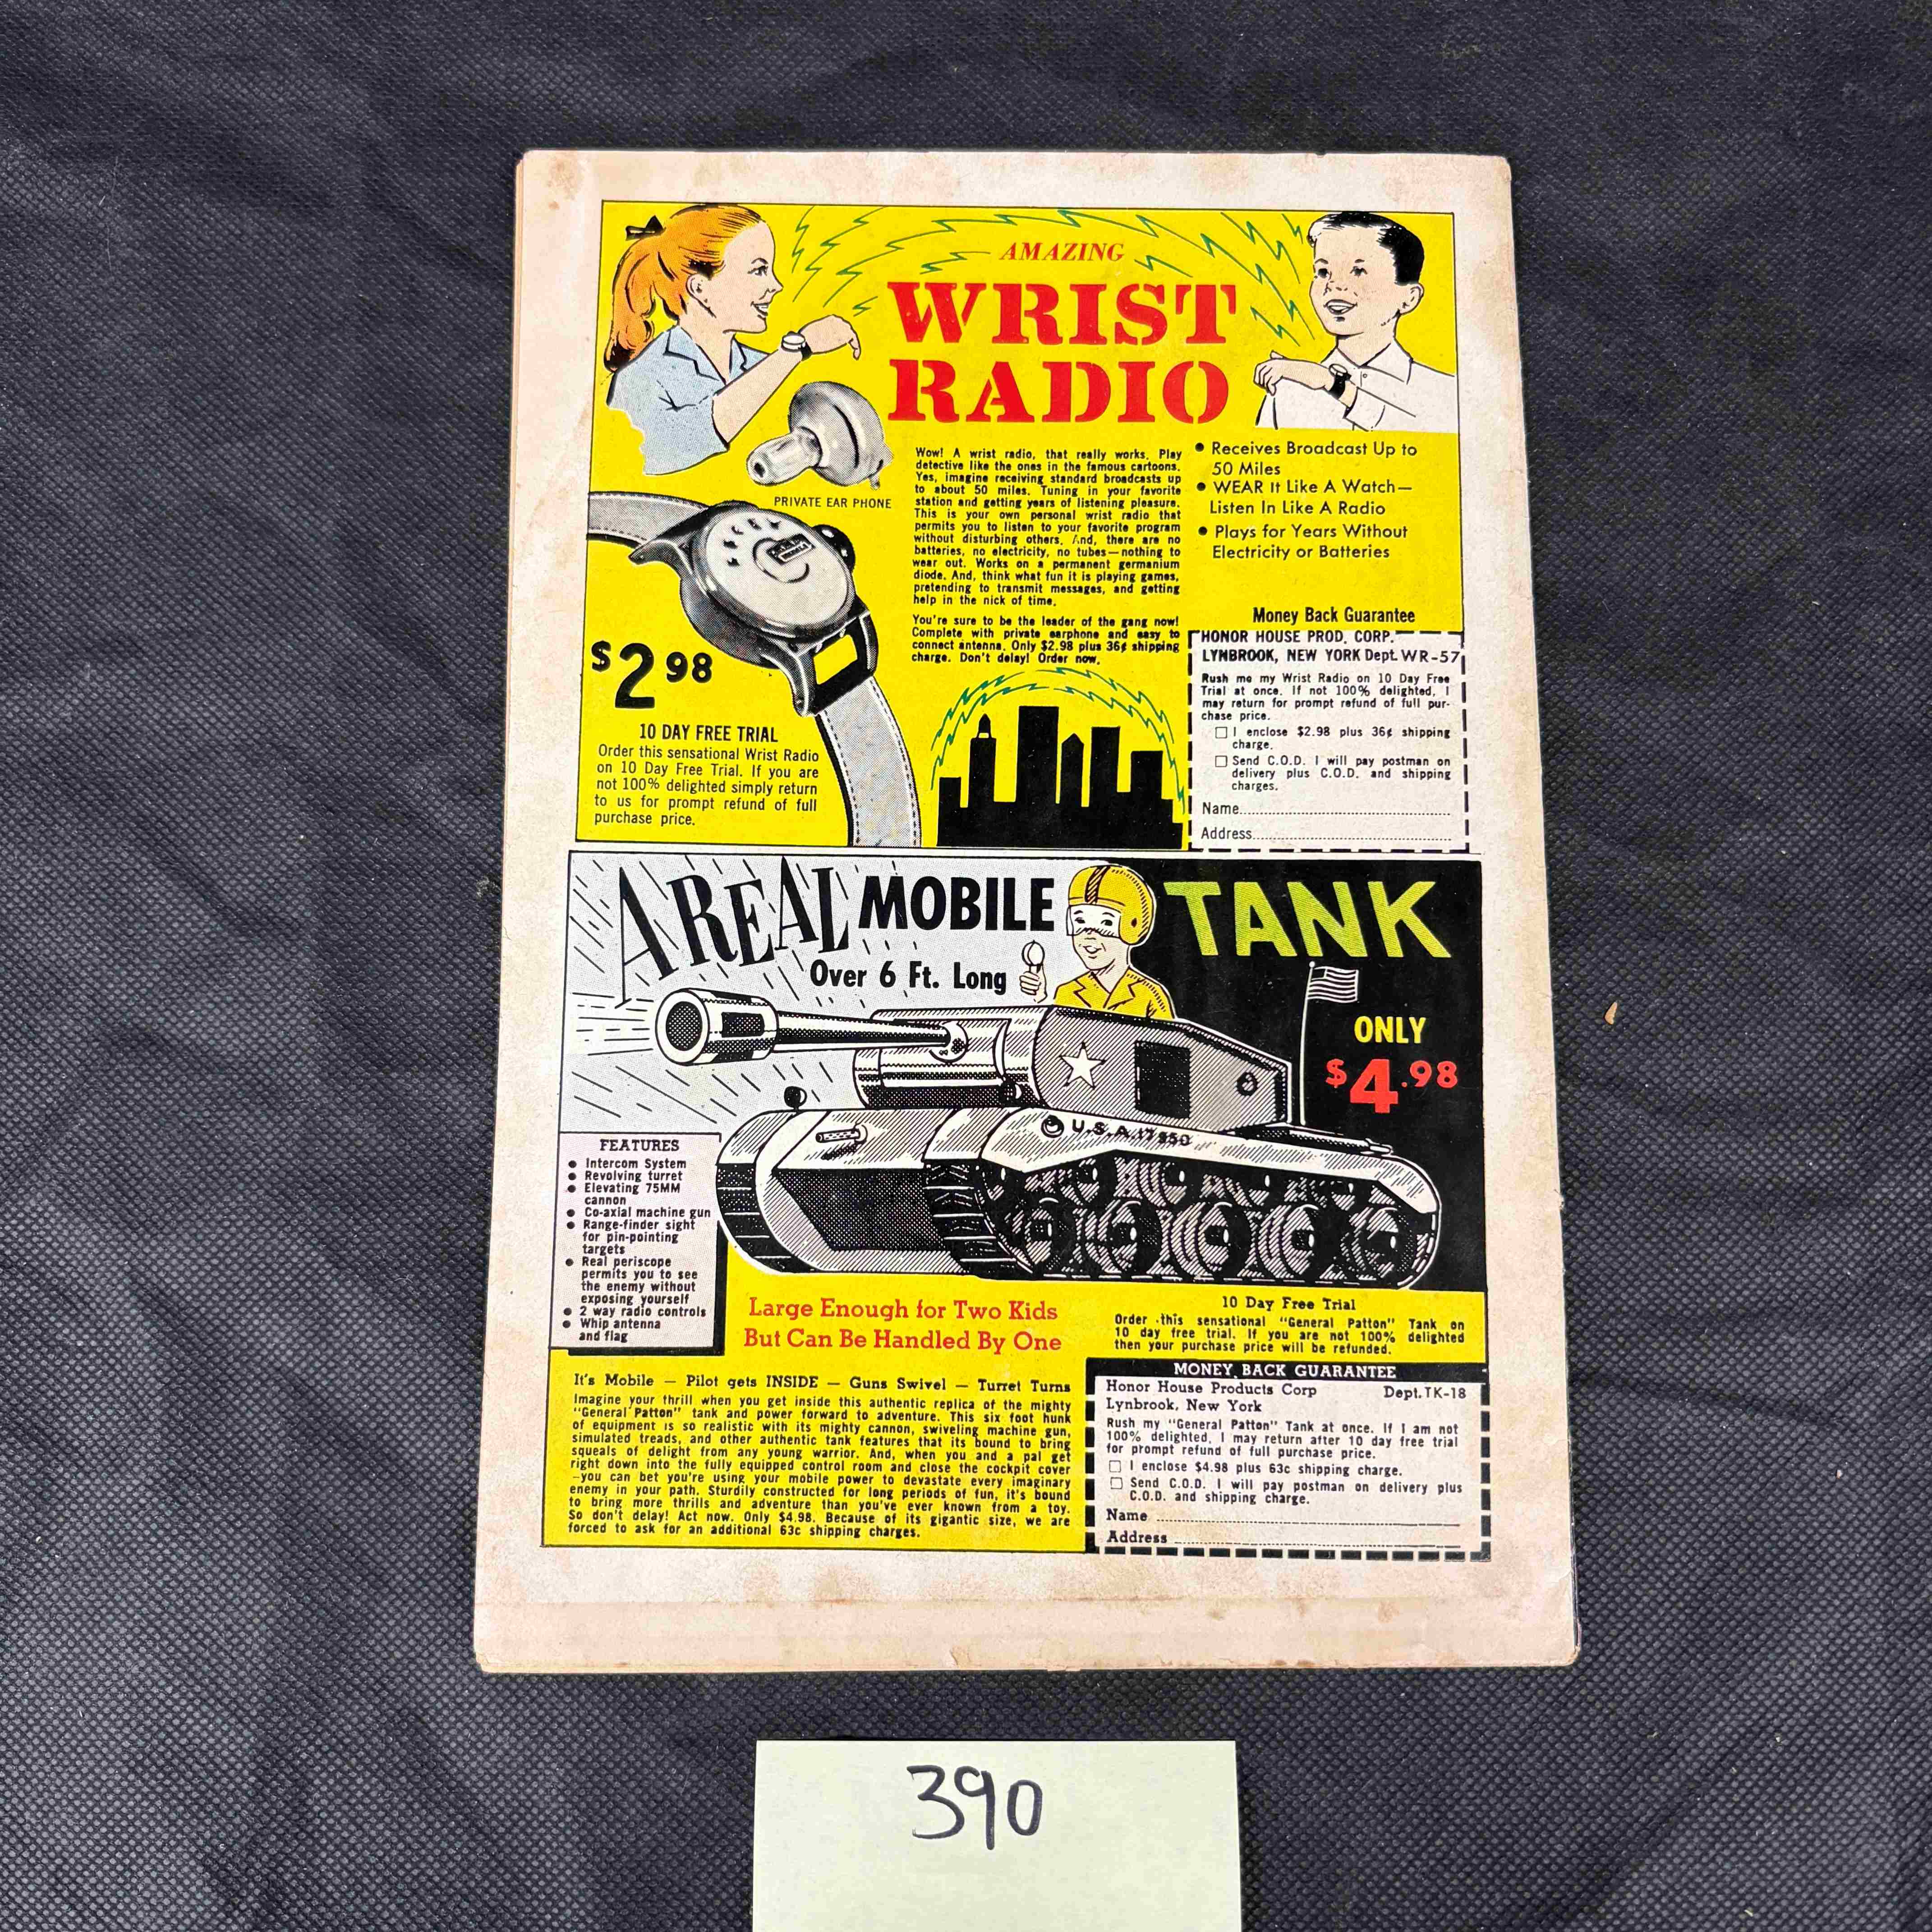 AMAZING
WRIST
RADIO
PRIVATE EAR PHONE
Wow! A wrist radio, that really works. Play
detective like the ones in the famous cartoons.
Yes, imagine receiving standard broadcasts up
to about 50 miles. Tuning in your favorite
station and getting years of listening pleasure.
This is your own personal wrist radio that
permits you to listen to your favorite program
without disturbing others. And, there are no
batteries, no electricity, no tubes—nothing to
wear out. Works on a permanent germanium
diode. And, think what fun it is playing games,
pretending to transmit messages, and getting
help in the nick of time.
You're sure to be the leader of the gang now!
Complete with private earphone and easy to
connect antenna. Only $2.98 plus 36¢ shipping
charge. Don't delay! Order now.
• Receives Broadcast Up to
50 Miles
• WEAR It Like A Watch—
Listen In Like A Radio
• Plays for Years Without
Electricity or Batteries
$2.98
10 DAY FREE TRIAL
Order this sensational Wrist Radio
on 10 Day Free Trial. If you are
not 100% delighted simply return
to us for prompt refund of full
purchase price.
Money Back Guarantee
HONOR HOUSE PROD. CORP.
LYNBROOK, NEW YORK Dept. WR-57
Rush me my Wrist Radio on 10 Day Free
Trial at once. If not 100% delighted, I
may return for prompt refund of full pur-
chase price.
☐ I enclose $2.98 plus 36¢ shipping
charge.
☐ Send C.O.D. I will pay postman on
delivery plus C.O.D. and shipping
charges.
Name
Address
A REAL MOBILE TANK
Over 6 Ft. Long
ONLY
$4.98
U.S.A.17950
FEATURES
• Intercom System
• Revolving turret
• Elevating 75MM
cannon
• Co-axial machine gun
• Range-finder sight
for pin-pointing
targets
• Real periscope
permits you to see
the enemy without
exposing yourself
• 2 way radio controls
• Whip antenna
and flag
Large Enough for Two Kids
But Can Be Handled By One
10 Day Free Trial
Order this sensational "General Patton" Tank on
10 day free trial. If you are not 100% delighted
then your purchase price will be refunded.
It's Mobile — Pilot gets INSIDE — Guns Swivel — Turret Turns
Imagine your thrill when you get inside this authentic replica of the mighty
"General Patton" tank and power forward to adventure. This six foot hunk
of equipment is so realistic with its mighty cannon, swiveling machine gun,
simulated treads, and other authentic tank features that its bound to bring
squeals of delight from any young warrior. And, when you and a pal get
right down into the fully equipped control room and close the cockpit cover
—you can bet you're using your mobile power to devastate every imaginary
enemy in your path. Sturdily constructed for long periods of fun, it's bound
to bring more thrills and adventure than you've ever known from a toy.
So don't delay! Act now. Only $4.98. Because of its gigantic size, we are
forced to ask for an additional 63c shipping charges.
MONEY BACK GUARANTEE
Honor House Products Corp Dept. TK-18
Lynbrook, New York
Rush my "General Patton" Tank at once. If I am not
100% delighted, I may return after 10 day free trial
for prompt refund of full purchase price.
☐ I enclose $4.98 plus 63c shipping charge.
☐ Send C.O.D. I will pay postman on delivery plus
C.O.D. and shipping charge.
Name
Address
390